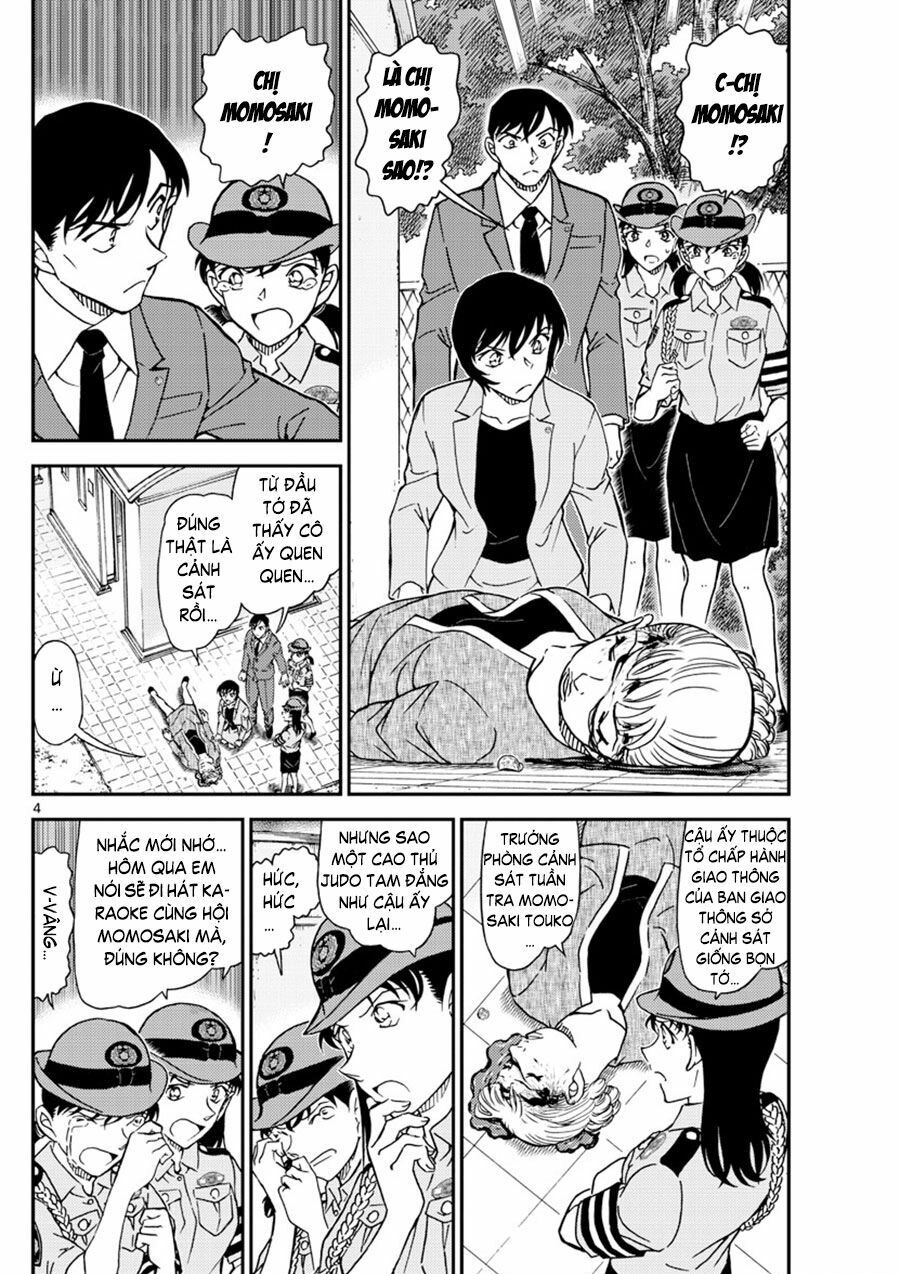 C-CHỊ
MOMOSAKI
!?
LÀ CHỊ
MOMO-
SAKI
SAO!?
CHỊ
MOMOSAKI
!
TỪ ĐẦU
TỚ ĐÃ
THẤY CÔ
ẤY QUEN
QUEN...
ĐÚNG
THẬT LÀ
CẢNH
SÁT
RỒI...
Ừ
...
4
CẬU ẤY THUỘC
TỔ CHẤP HÀNH
GIAO THÔNG
CỦA BAN GIAO
THÔNG SỞ
CẢNH SÁT
GIỐNG BỌN
TỚ...
TRƯỞNG
PHÒNG CẢNH
SÁT TUẦN
TRA MOMO-
SAKI TOUKO
...
NHƯNG SAO
MỘT CAO THỦ
JUDO TAM ĐẲNG
NHƯ CẬU ẤY
LẠI...
HỨC,
HỨC
...
NHẮC MỚI NHỚ...
HÔM QUA EM
NÓI SẼ ĐI HÁT KA-
RAOKE CÙNG HỘI
MOMOSAKI MÀ,
ĐÚNG KHÔNG?
V-VÂNG...